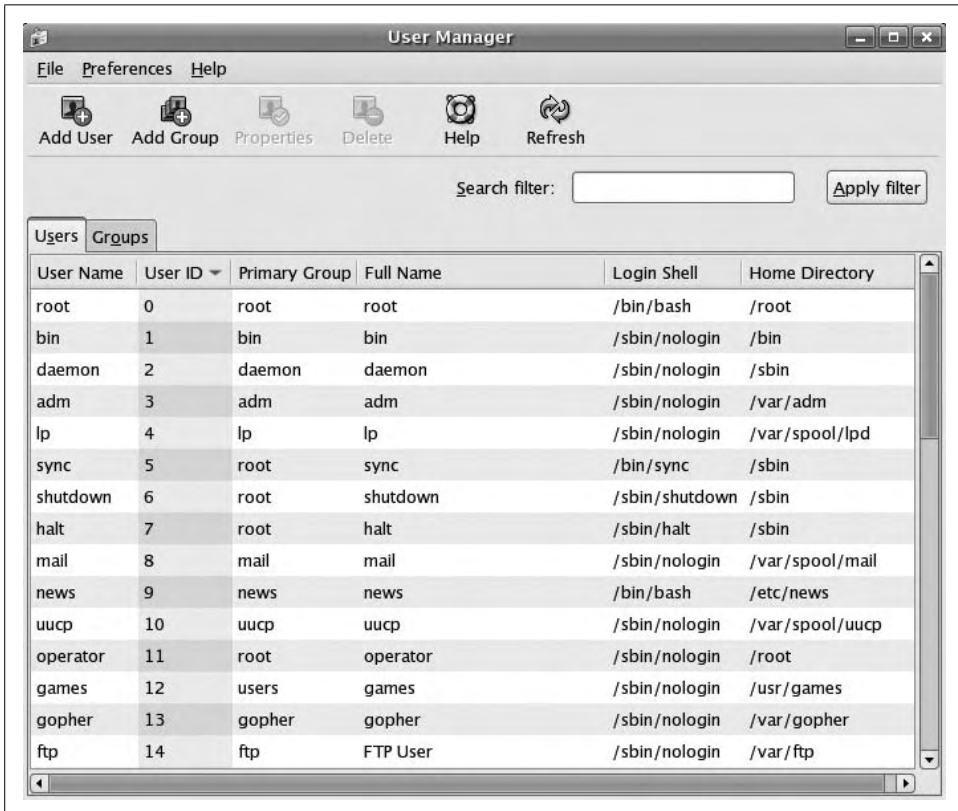 User Manager
File Preferences Help
Add User Add Group Properties Delete Help Refresh
Search filter: Apply filter
Users Groups
User Name User ID Primary Group Full Name Login Shell Home Directory
root 0 root root /bin/bash /root
bin 1 bin bin /sbin/nologin /bin
daemon 2 daemon daemon /sbin/nologin /sbin
adm 3 adm adm /sbin/nologin /var/adm
lp 4 lp lp /sbin/nologin /var/spool/lpd
sync 5 root sync /bin/sync /sbin
shutdown 6 root shutdown /sbin/shutdown /sbin
halt 7 root halt /sbin/halt /sbin
mail 8 mail mail /sbin/nologin /var/spool/mail
news 9 news news /bin/bash /etc/news
uucp 10 uucp uucp /sbin/nologin /var/spool/uucp
operator 11 root operator /sbin/nologin /root
games 12 users games /sbin/nologin /usr/games
gopher 13 gopher gopher /sbin/nologin /var/gopher
ftp 14 ftp FTP User /sbin/nologin /var/ftp